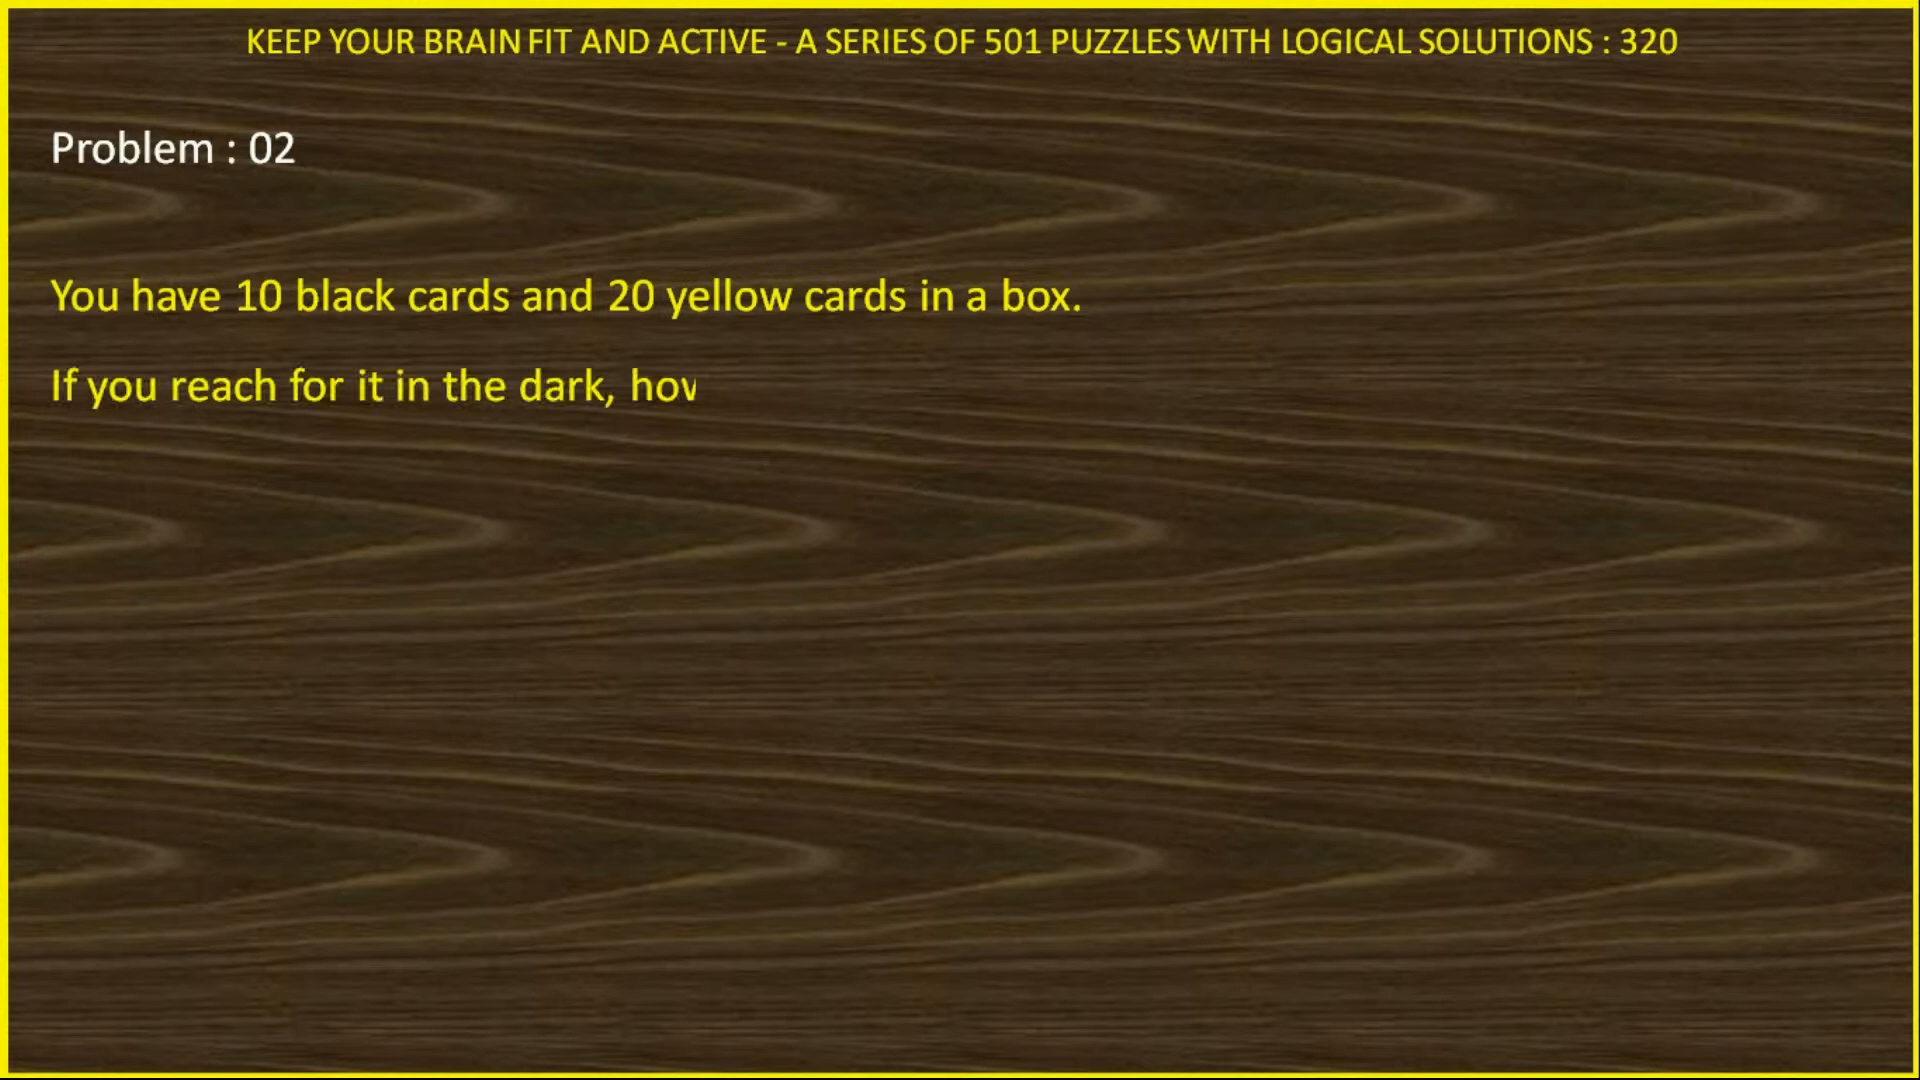 KEEP YOUR BRAIN FIT AND ACTIVE - A SERIES OF 501 PUZZLES WITH LOGICAL SOLUTIONS : 320
Problem : 02
You have 10 black cards and 20 yellow cards in a box.
If you reach for it in the dark,